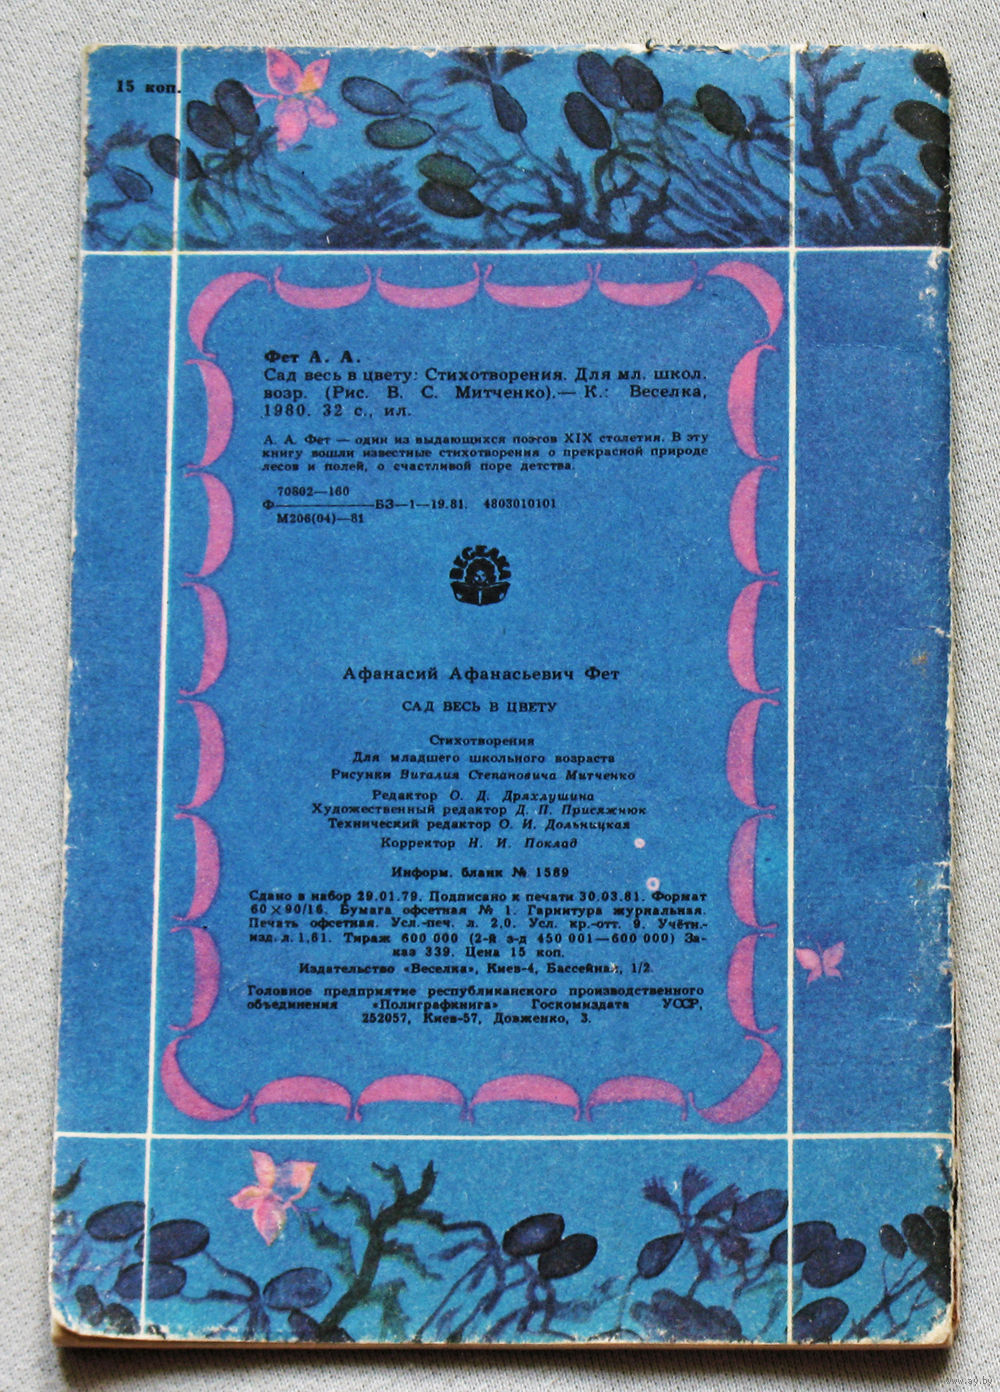 15 коп.
Фет А. А.
Сад весь в цвету: Стихотворения. Для мл. школ.
возр. (Рис. В. С. Митченко).— К.: Веселка,
1980. 32 с., ил.
А. А. Фет — один из выдающихся поэтов XIX столетия. В эту
книгу вошли известные стихотворения о прекрасной природе
лесов и полей, о счастливой поре детства.
70802—160
Ф————БЗ—1—19.81. 4803010101
М206(04)—81
ВЕСЕЛКА
Афанасий Афанасьевич Фет
САД ВЕСЬ В ЦВЕТУ
Стихотворения
Для младшего школьного возраста
Рисунки Виталия Степановича Митченко
Редактор О. Д. Дряхлушина
Художественный редактор Д. П. Присяжнюк
Технический редактор О. И. Дольницкая
Корректор Н. И. Поклад
Информ. бланк № 1569
Сдано в набор 29.01.79. Подписано к печати 30.03.81. Формат
60×90/16. Бумага офсетная № 1. Гарнитура журнальная.
Печать офсетная. Усл.-печ. л. 2,0. Усл. кр.-отт. 9. Учётн.-
изд. л. 1,61. Тираж 600 000 (2-й з-д 450 001—600 000) За-
каз 339. Цена 15 коп.
Издательство «Веселка», Киев-4, Бассейная, 1/2.
Головное предприятие республиканского производственного
объединения «Полиграфкнига» Госкомиздата УССР,
252057, Киев-57, Довженко, 3.
www.ay.by